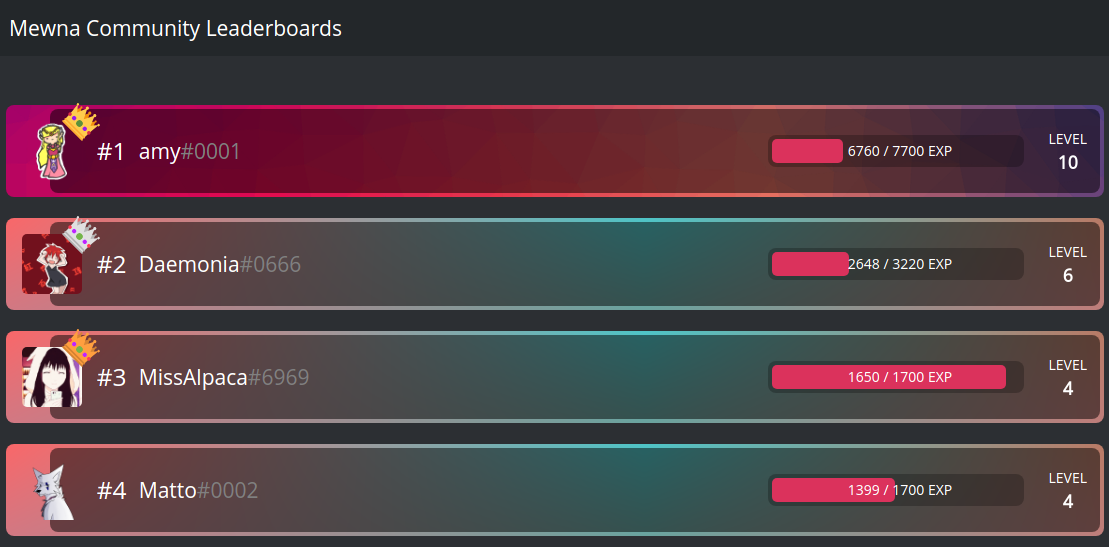 Mewna Community Leaderboards
#1 amy#0001 6760 / 7700 EXP LEVEL 10
#2 Daemonia#0666 2648 / 3220 EXP LEVEL 6
#3 MissAlpaca#6969 1650 / 1700 EXP LEVEL 4
#4 Matto#0002 1399 / 1700 EXP LEVEL 4